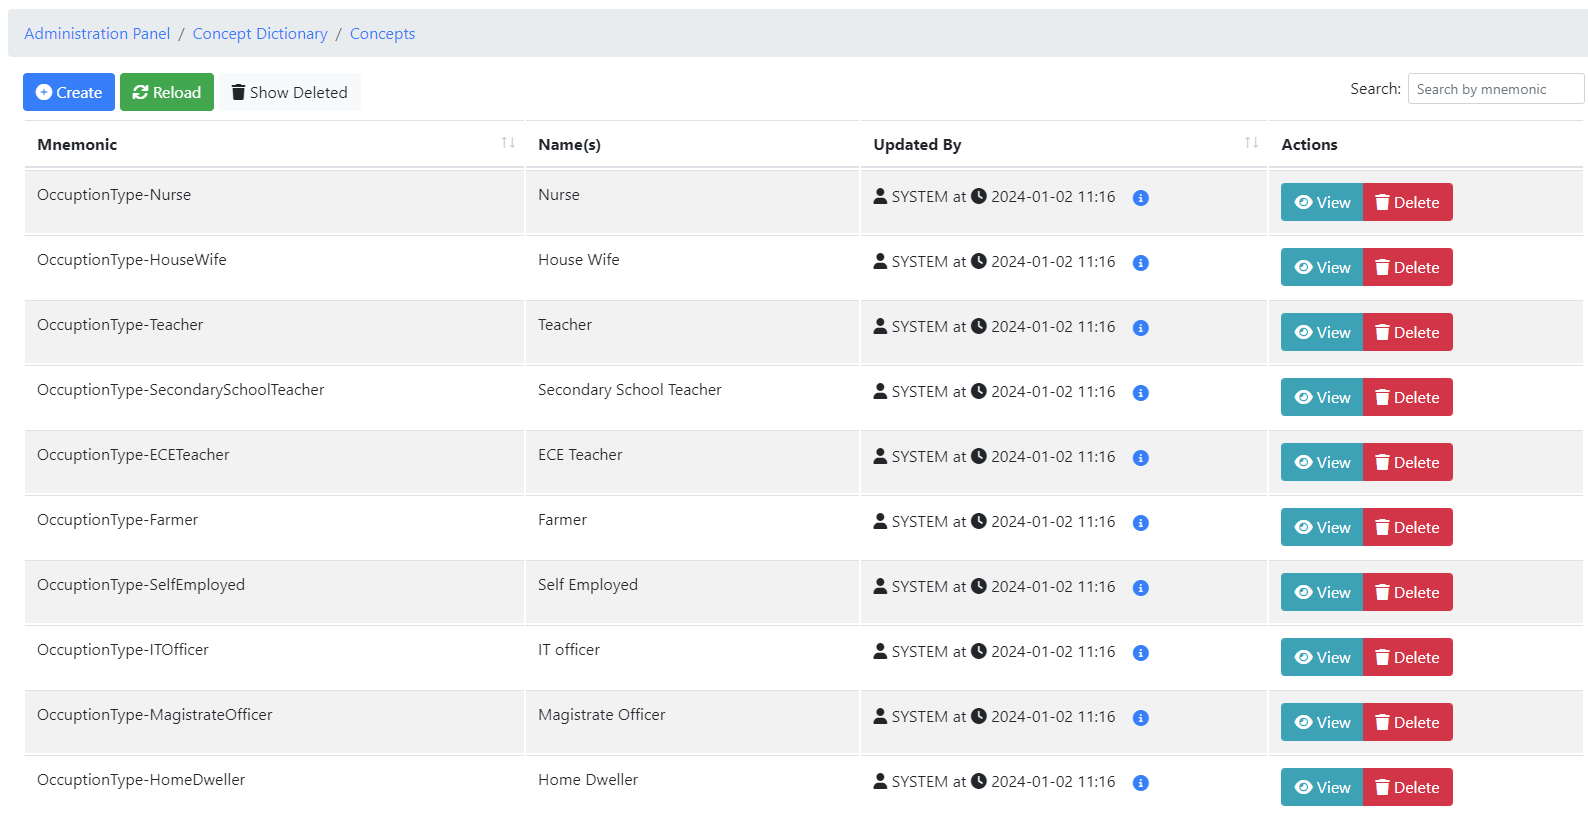 Administration Panel / Concept Dictionary / Concepts
Create Reload Show Deleted Search: Search by mnemonic
Mnemonic Name(s) Updated By Actions
OccuptionType-Nurse Nurse SYSTEM at 2024-01-02 11:16 View Delete
OccuptionType-HouseWife House Wife SYSTEM at 2024-01-02 11:16 View Delete
OccuptionType-Teacher Teacher SYSTEM at 2024-01-02 11:16 View Delete
OccuptionType-SecondarySchoolTeacher Secondary School Teacher SYSTEM at 2024-01-02 11:16 View Delete
OccuptionType-ECETeacher ECE Teacher SYSTEM at 2024-01-02 11:16 View Delete
OccuptionType-Farmer Farmer SYSTEM at 2024-01-02 11:16 View Delete
OccuptionType-SelfEmployed Self Employed SYSTEM at 2024-01-02 11:16 View Delete
OccuptionType-ITOfficer IT officer SYSTEM at 2024-01-02 11:16 View Delete
OccuptionType-MagistrateOfficer Magistrate Officer SYSTEM at 2024-01-02 11:16 View Delete
OccuptionType-HomeDweller Home Dweller SYSTEM at 2024-01-02 11:16 View Delete